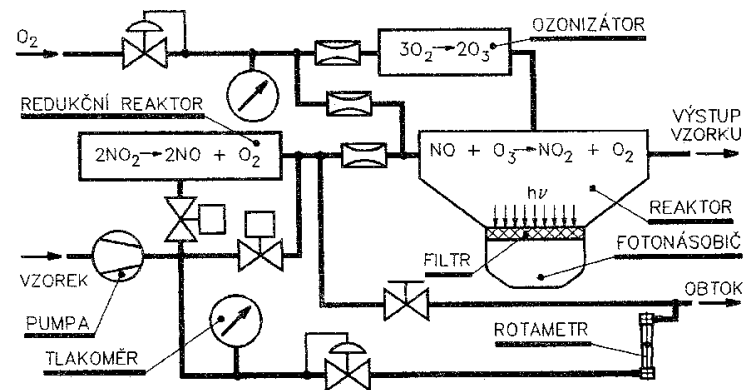 O₂
OZONIZÁTOR
3O₂→2O₃
REDUKČNÍ REAKTOR
2NO₂→2NO + O₂
NO + O₃→NO₂ + O₂
VÝSTUP
VZORKU
hν
REAKTOR
FILTR
FOTONÁSOBIČ
VZOREK
OBTOK
PUMPA
TLAKOMĚR
ROTAMETR